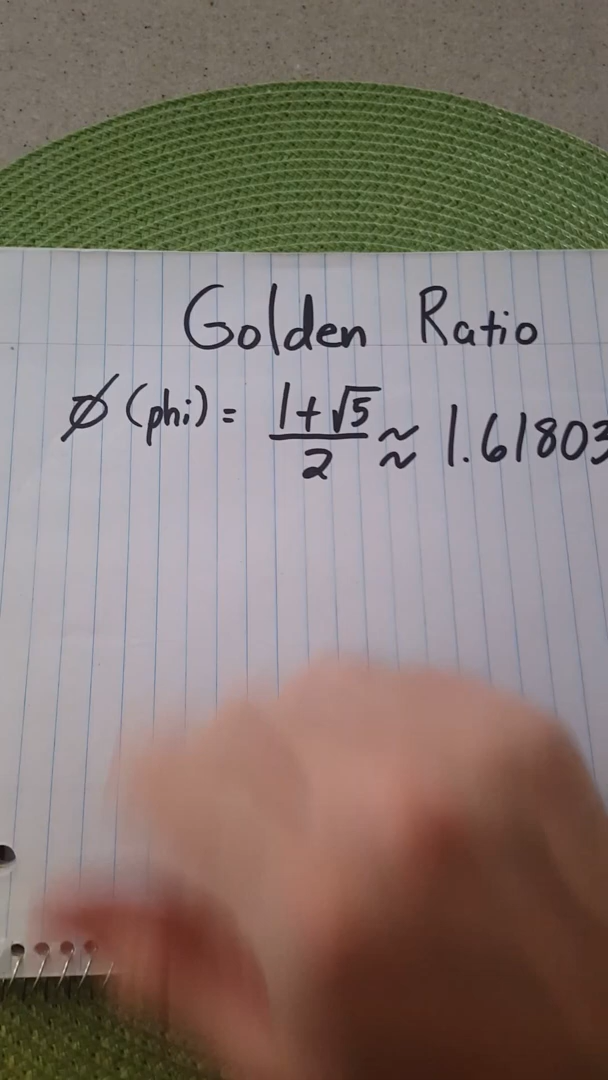 Golden Ratio
φ (phi) = (1+√5)/2 ≈ 1.61803